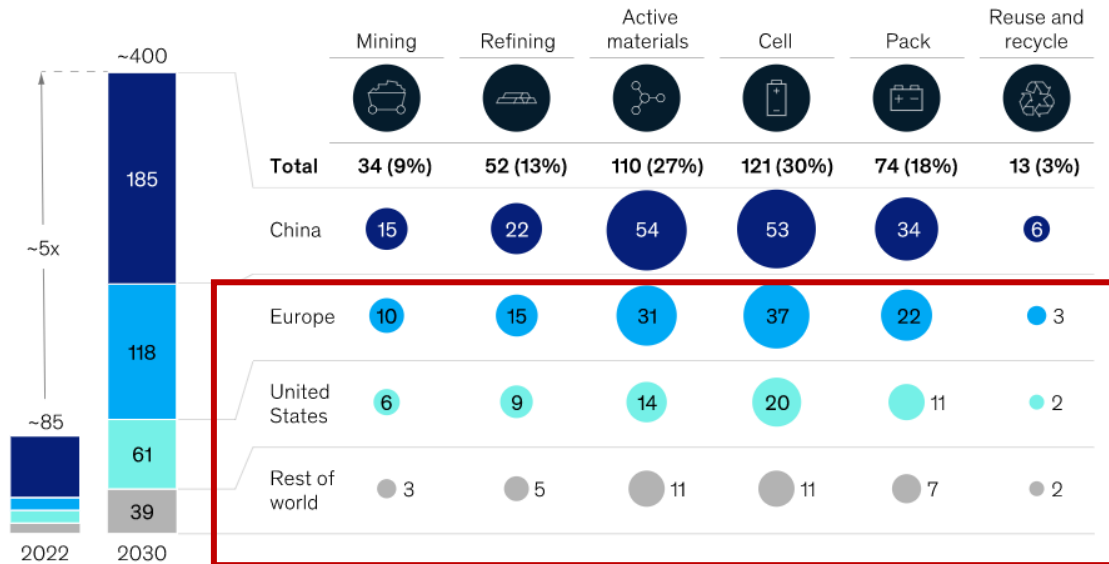 Mining
Refining
Active
materials
Cell
Pack
Reuse and
recycle
~400
Total 34 (9%) 52 (13%) 110 (27%) 121 (30%) 74 (18%) 13 (3%)
185
China 15 22 54 53 34 6
~5x
Europe 10 15 31 37 22 3
118
United
States
6 9 14 20 11 2
~85
61
Rest of
world
3 5 11 11 7 2
39
2022 2030